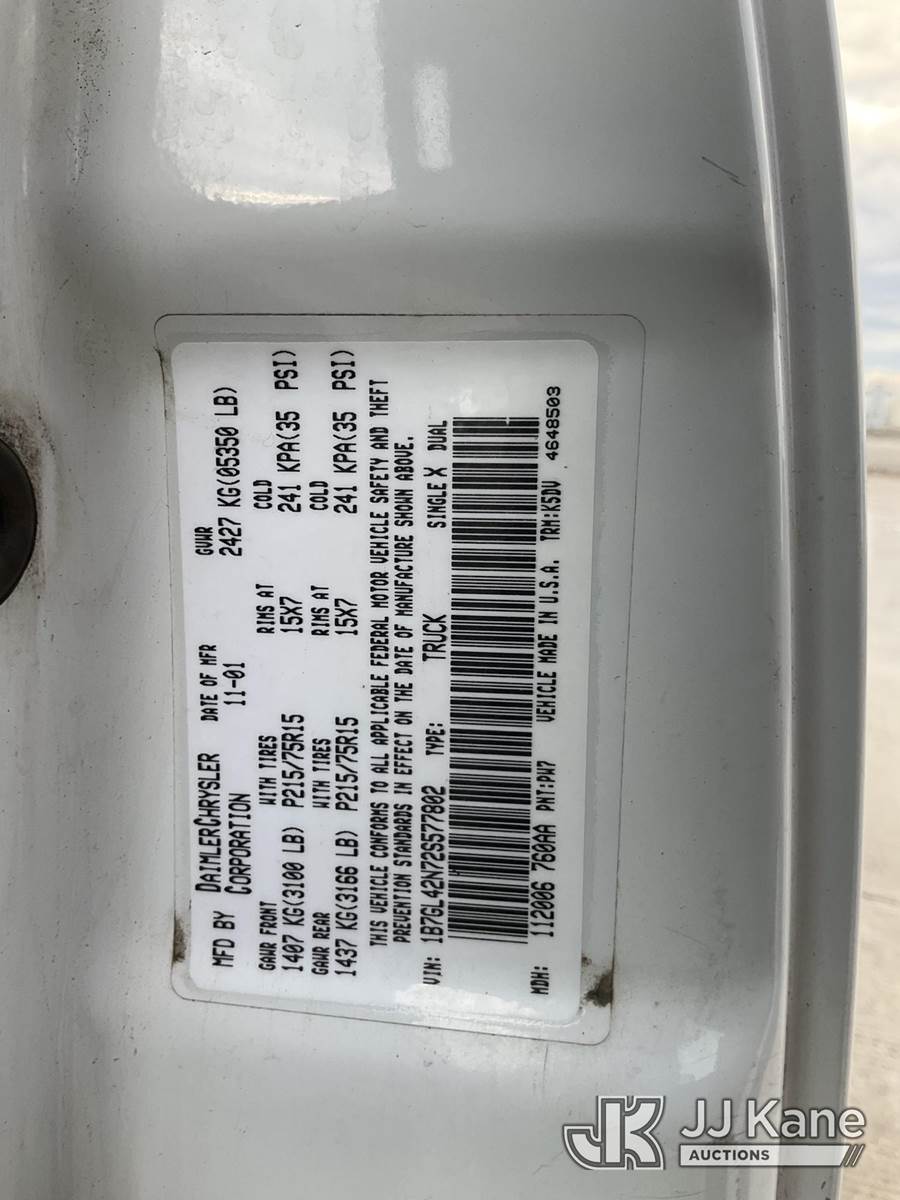 MFD BY DAIMLERCHRYSLER CORPORATION DATE OF MFR 11-01 GVWR 2427 KG(05350 LB)
GAWR FRONT WITH TIRES RIMS AT COLD
1407 KG(3100 LB) P215/75R15 15X7 241 KPA(35 PSI)
GAWR REAR WITH TIRES RIMS AT COLD
1437 KG(3166 LB) P215/75R15 15X7 241 KPA(35 PSI)
THIS VEHICLE CONFORMS TO ALL APPLICABLE FEDERAL MOTOR VEHICLE SAFETY AND THEFT
PREVENTION STANDARDS IN EFFECT ON THE DATE OF MANUFACTURE SHOWN ABOVE.
VIN: 1B7GL42N72S577802 TYPE: TRUCK SINGLE X DUAL
MDH: 112006 760AA PNT:PW7 VEHICLE MADE IN U.S.A. TRM:K5DV 4648503
JK JJ Kane
AUCTIONS